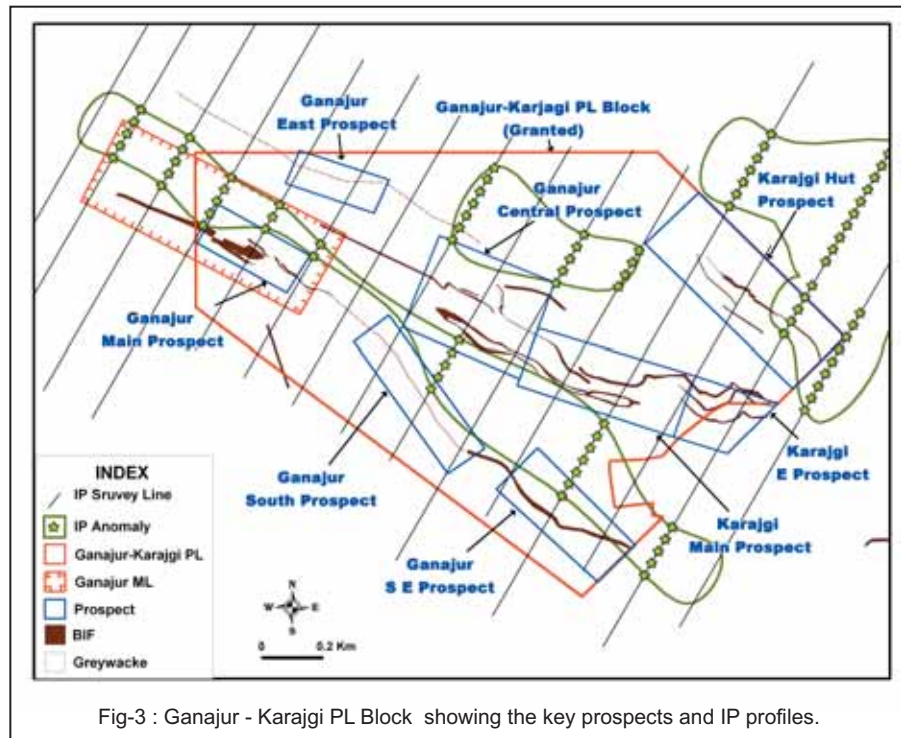 Ganajur
East Prospect
Ganajur-Karjagi PL Block
(Granted)
Ganajur
Central Prospect
Karajgi Hut
Prospect
Ganajur
Main Prospect
Ganajur
South Prospect
Ganajur
S E Prospect
Karajgi
Main Prospect
Karajgi
E Prospect
INDEX
IP Sruvey Line
IP Anomaly
Ganajur-Karajgi PL
Ganajur ML
Prospect
BIF
Greywacke
N
W E
S
0 0.2 Km
Fig-3 : Ganajur - Karajgi PL Block showing the key prospects and IP profiles.